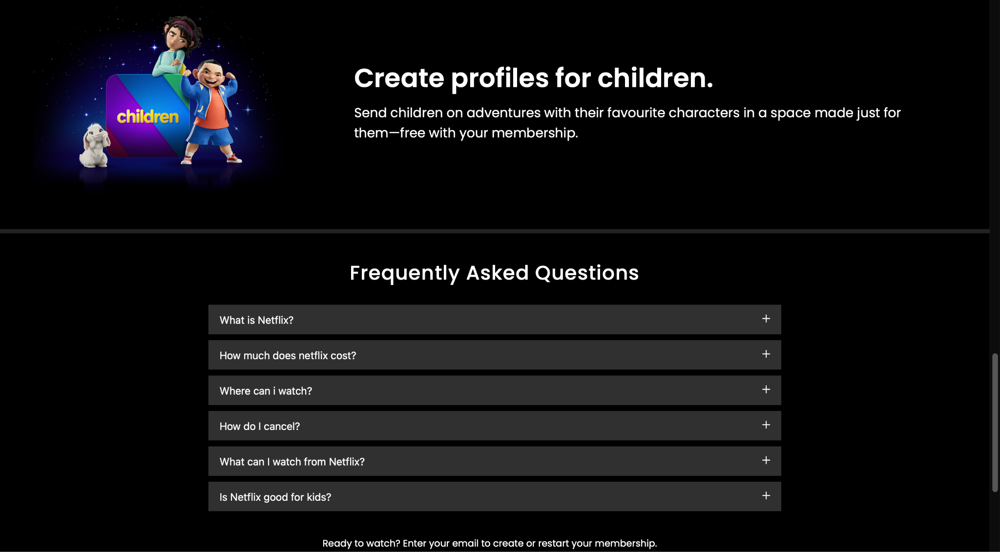 children
Create profiles for children.
Send children on adventures with their favourite characters in a space made just for
them—free with your membership.
Frequently Asked Questions
What is Netflix?
How much does netflix cost?
Where can i watch?
How do I cancel?
What can I watch from Netflix?
Is Netflix good for kids?
Ready to watch? Enter your email to create or restart your membership.